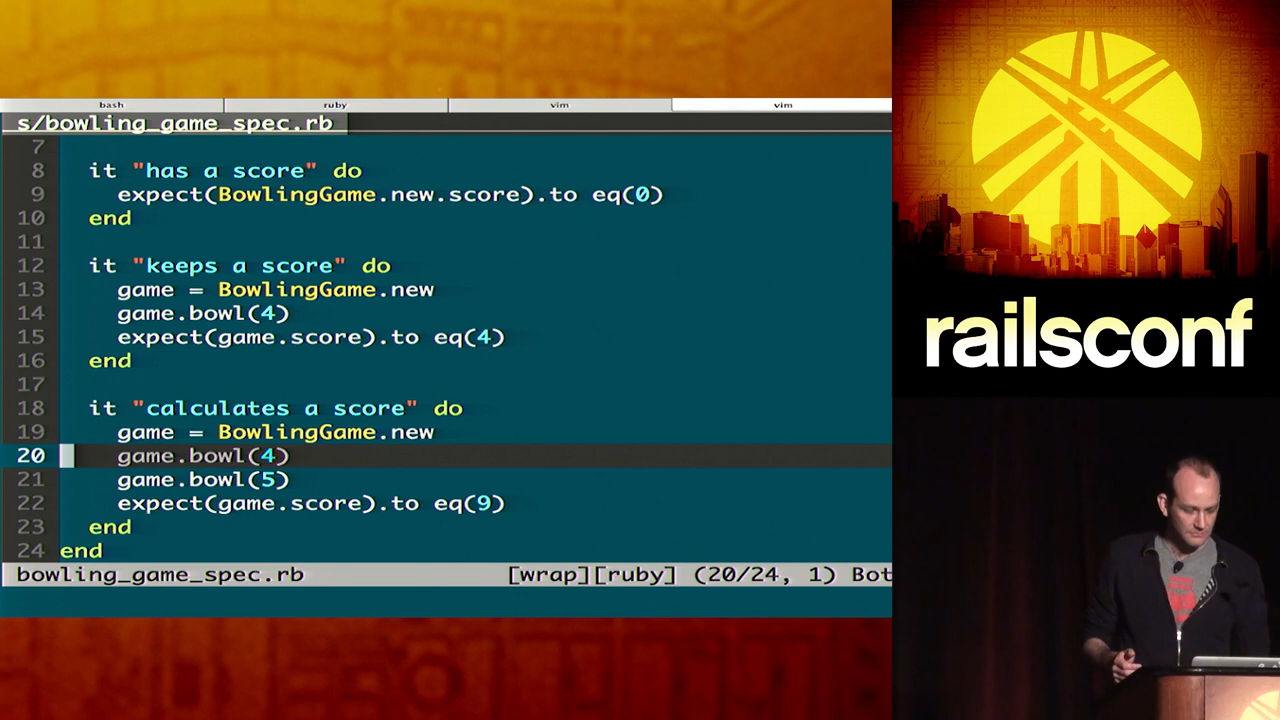 bash ruby vim vim
s/bowling_game_spec.rb
7
8 it "has a score" do
9 expect(BowlingGame.new.score).to eq(0)
10 end
11
12 it "keeps a score" do
13 game = BowlingGame.new
14 game.bowl(4)
15 expect(game.score).to eq(4)
16 end
17
18 it "calculates a score" do
19 game = BowlingGame.new
20 game.bowl(4)
21 game.bowl(5)
22 expect(game.score).to eq(9)
23 end
24 end
bowling_game_spec.rb [wrap][ruby] (20/24, 1) Bot
railsconf